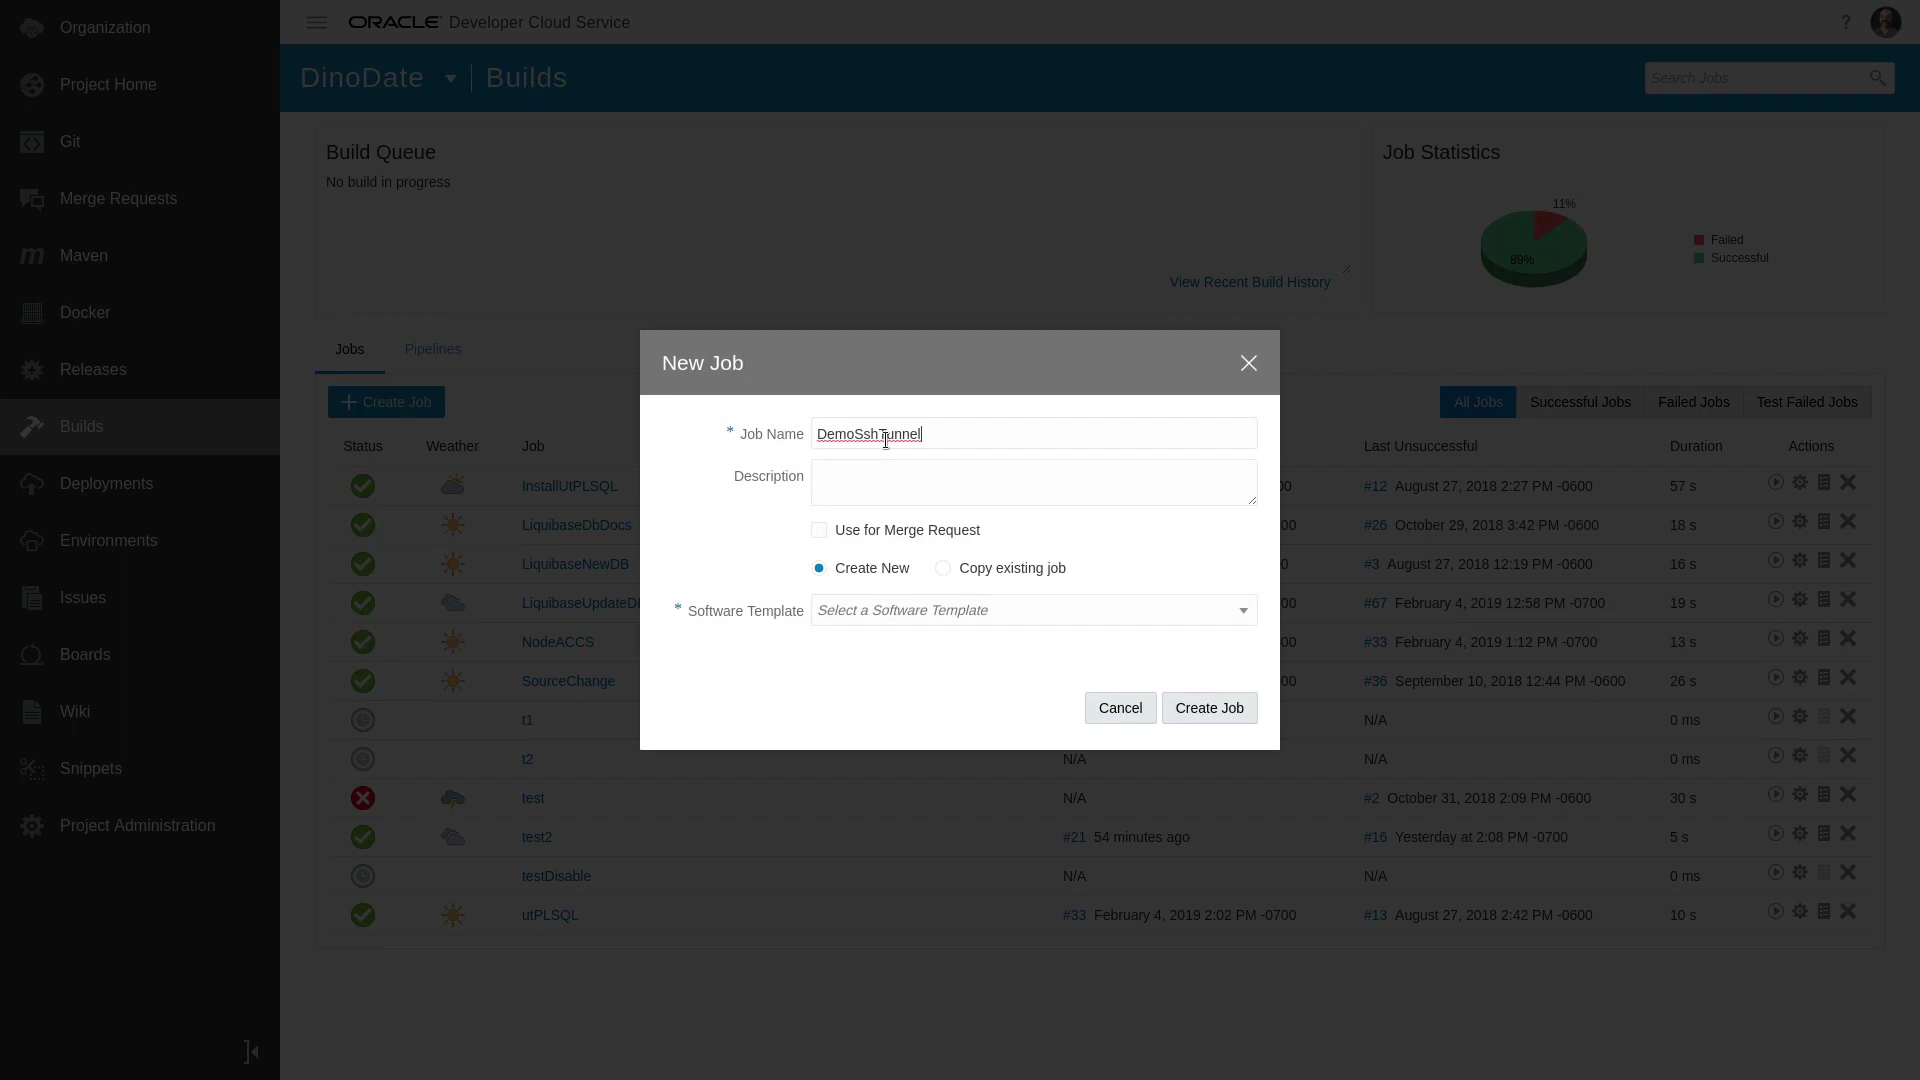 Organization
Project Home
Git
Merge Requests
Maven
Docker
Releases
Builds
Deployments
Environments
Issues
Boards
Wiki
Snippets
Project Administration
ORACLE Developer Cloud Service
?
DinoDate Builds
Search Jobs
Build Queue
No build in progress
View Recent Build History
Job Statistics
11%
89%
Failed
Successful
Jobs Pipelines
Create Job
All Jobs Successful Jobs Failed Jobs Test Failed Jobs
New Job
* Job Name DemoSshTunnel
Description
Use for Merge Request
Create New Copy existing job
* Software Template Select a Software Template
Cancel Create Job
Status Weather Job Last Unsuccessful Duration Actions
InstallUtPLSQL 00 #12 August 27, 2018 2:27 PM -0600 57 s
LiquibaseDbDocs 00 #26 October 29, 2018 3:42 PM -0600 18 s
LiquibaseNewDB 0 #3 August 27, 2018 12:19 PM -0600 16 s
LiquibaseUpdateD 00 #67 February 4, 2019 12:58 PM -0700 19 s
NodeACCS 00 #33 February 4, 2019 1:12 PM -0700 13 s
SourceChange 00 #36 September 10, 2018 12:44 PM -0600 26 s
t1 N/A 0 ms
t2 N/A N/A 0 ms
test N/A #2 October 31, 2018 2:09 PM -0600 30 s
test2 #21 54 minutes ago #16 Yesterday at 2:08 PM -0700 5 s
testDisable N/A N/A 0 ms
utPLSQL #33 February 4, 2019 2:02 PM -0700 #13 August 27, 2018 2:42 PM -0600 10 s